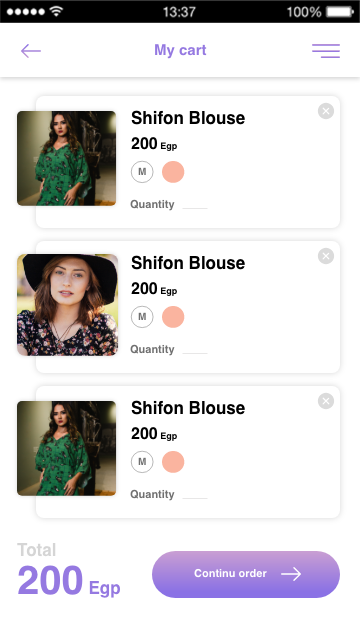 13:37
100%
My cart
Shifon Blouse
200 Egp
M
Quantity
Shifon Blouse
200 Egp
M
Quantity
Shifon Blouse
200 Egp
M
Quantity
Total
200 Egp
Continu order